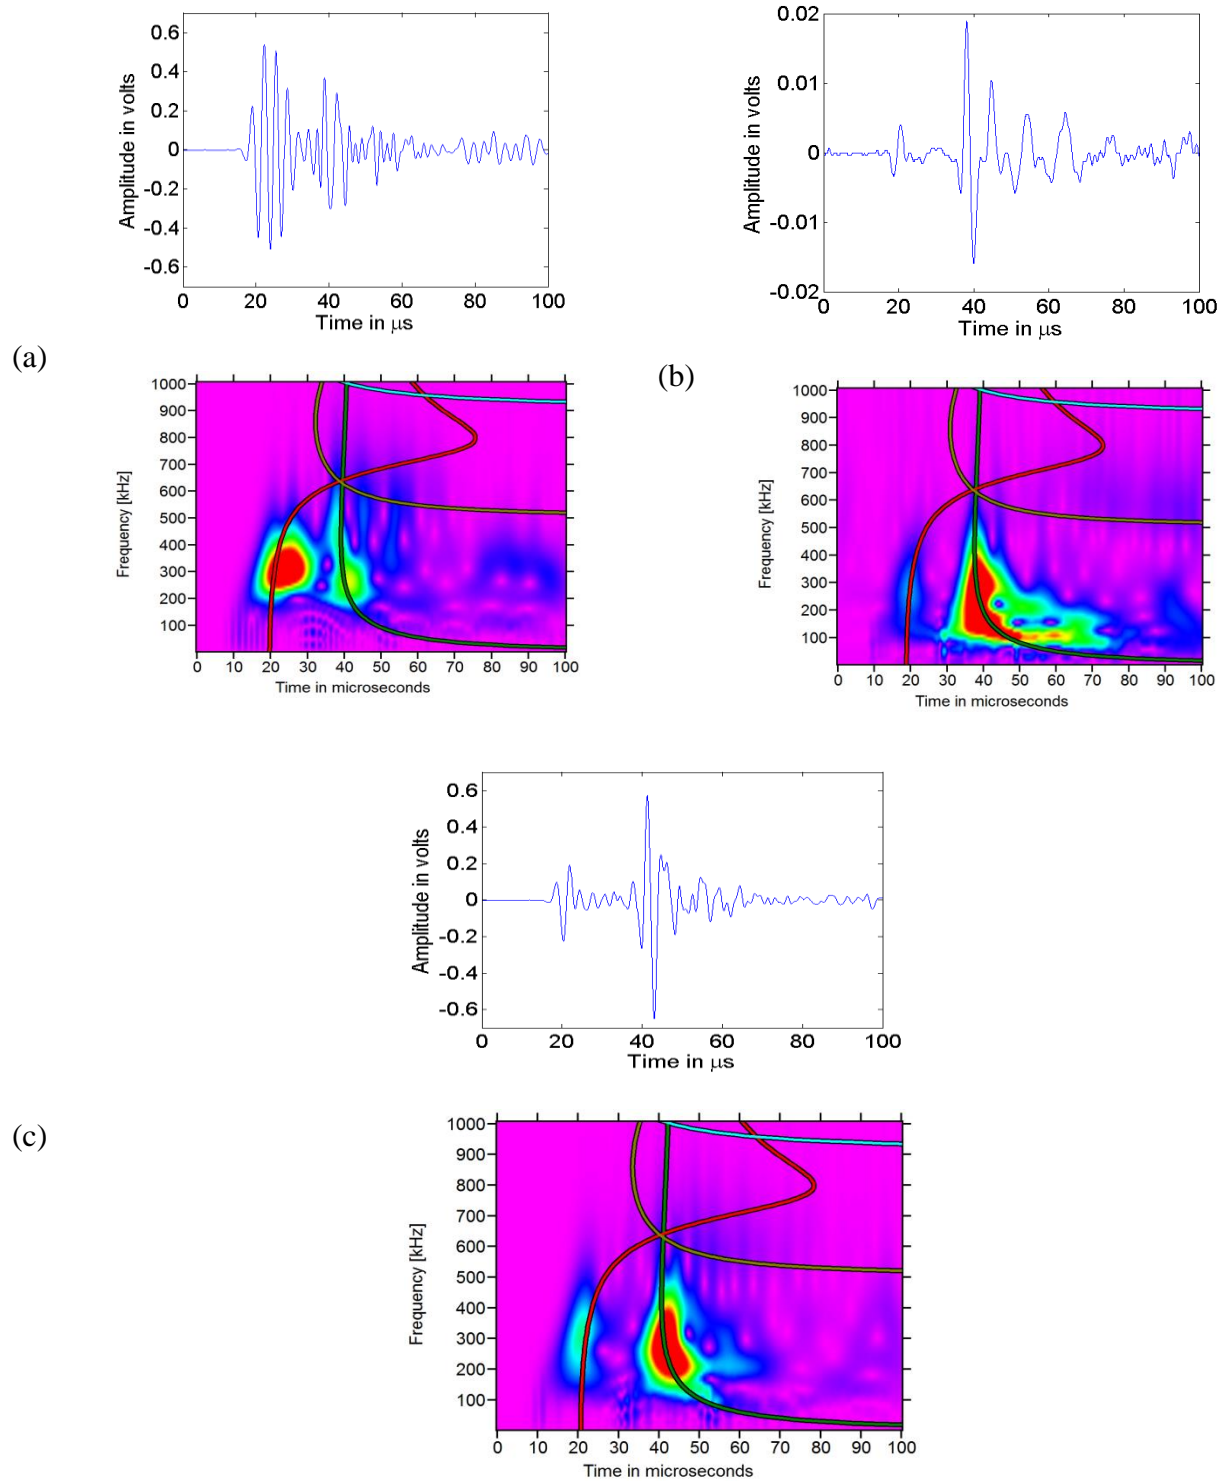 0.6
0.4
0.2
0
-0.2
-0.4
-0.6
Amplitude in volts
0 20 40 60 80 100
Time in μs
0.02
0.01
0
-0.01
-0.02
Amplitude in volts
0 20 40 60 80 100
Time in μs
(a)
1000
900
800
700
600
500
400
300
200
100
Frequency [kHz]
0 10 20 30 40 50 60 70 80 90 100
Time in microseconds
(b)
1000
900
800
700
600
500
400
300
200
100
Frequency [kHz]
0 10 20 30 40 50 60 70 80 90 100
Time in microseconds
0.6
0.4
0.2
0
-0.2
-0.4
-0.6
Amplitude in volts
0 20 40 60 80 100
Time in μs
(c)
1000
900
800
700
600
500
400
300
200
100
Frequency [kHz]
0 10 20 30 40 50 60 70 80 90 100
Time in microseconds